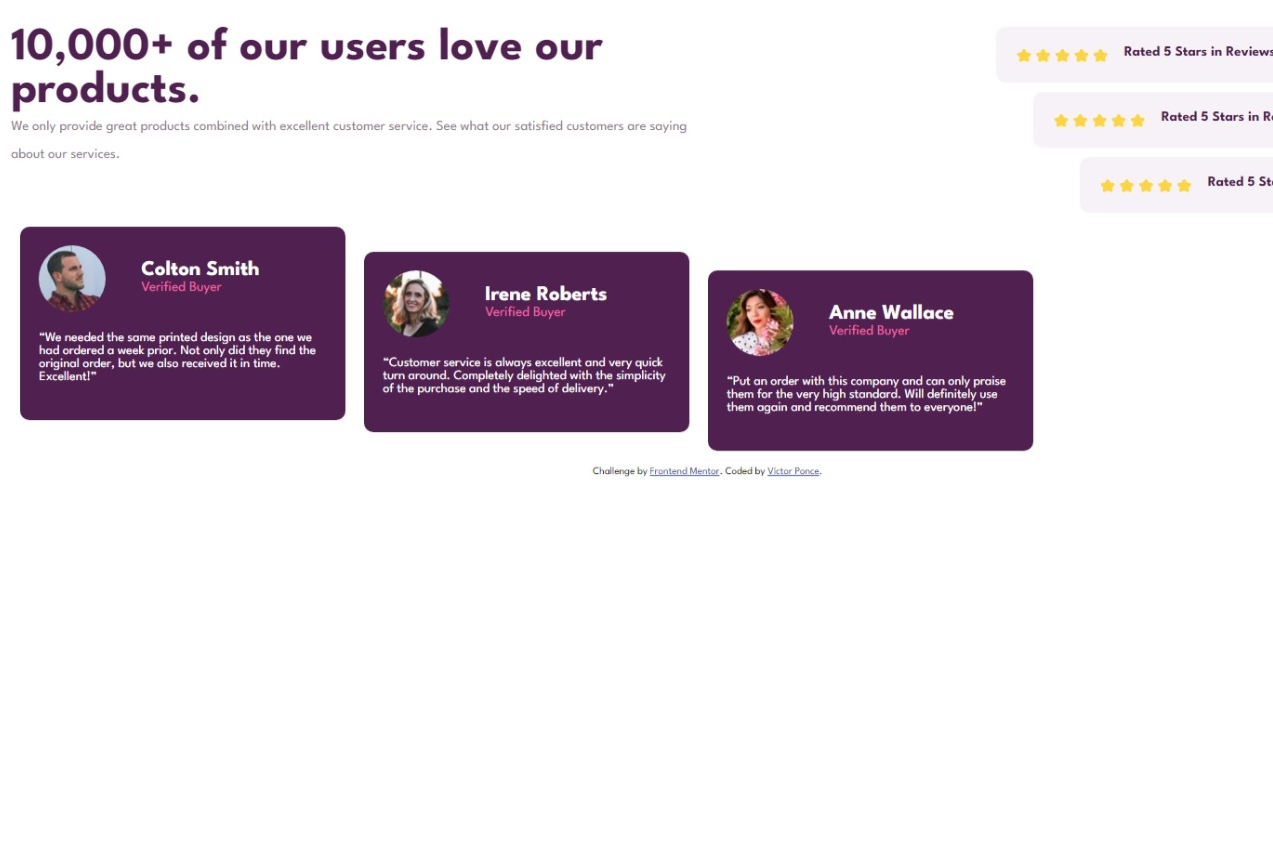 10,000+ of our users love our
products.
We only provide great products combined with excellent customer service. See what our satisfied customers are saying
about our services.
Rated 5 Stars in Reviews
Rated 5 Stars in
Rated 5
Colton Smith
Verified Buyer
“We needed the same printed design as the one we
had ordered a week prior. Not only did they find the
original order, but we also received it in time.
Excellent!”
Irene Roberts
Verified Buyer
“Customer service is always excellent and very quick
turn around. Completely delighted with the simplicity
of the purchase and the speed of delivery.”
Anne Wallace
Verified Buyer
“Put an order with this company and can only praise
them for the very high standard. Will definitely use
them again and recommend them to everyone!”
Challenge by Frontend Mentor. Coded by Víctor Ponce.